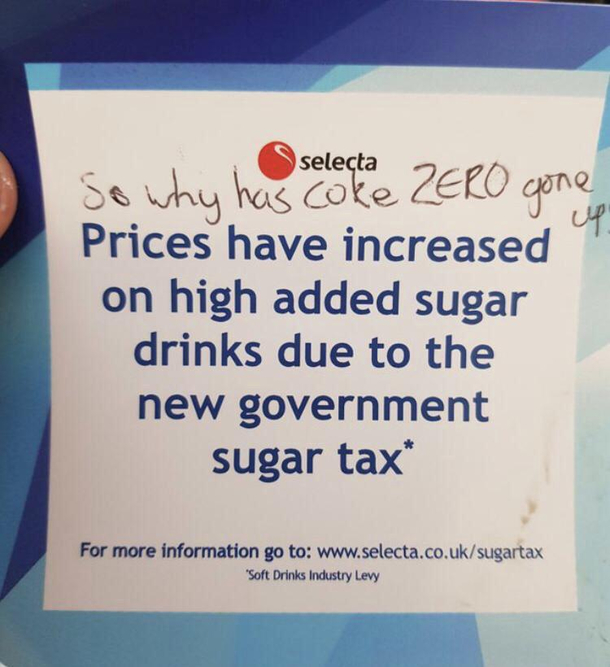 selecta
So why has coke ZERO gone
up?
Prices have increased
on high added sugar
drinks due to the
new government
sugar tax*
For more information go to: www.selecta.co.uk/sugartax
*Soft Drinks Industry Levy